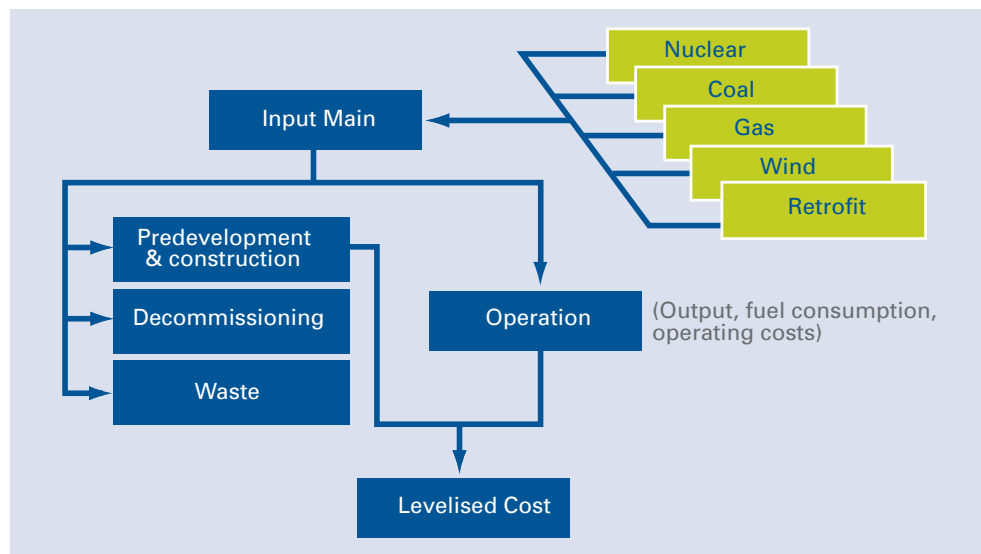 Nuclear
Coal
Gas
Wind
Retrofit
Input Main
Predevelopment
& construction
Decommissioning
Waste
Operation
(Output, fuel consumption,
operating costs)
Levelised Cost